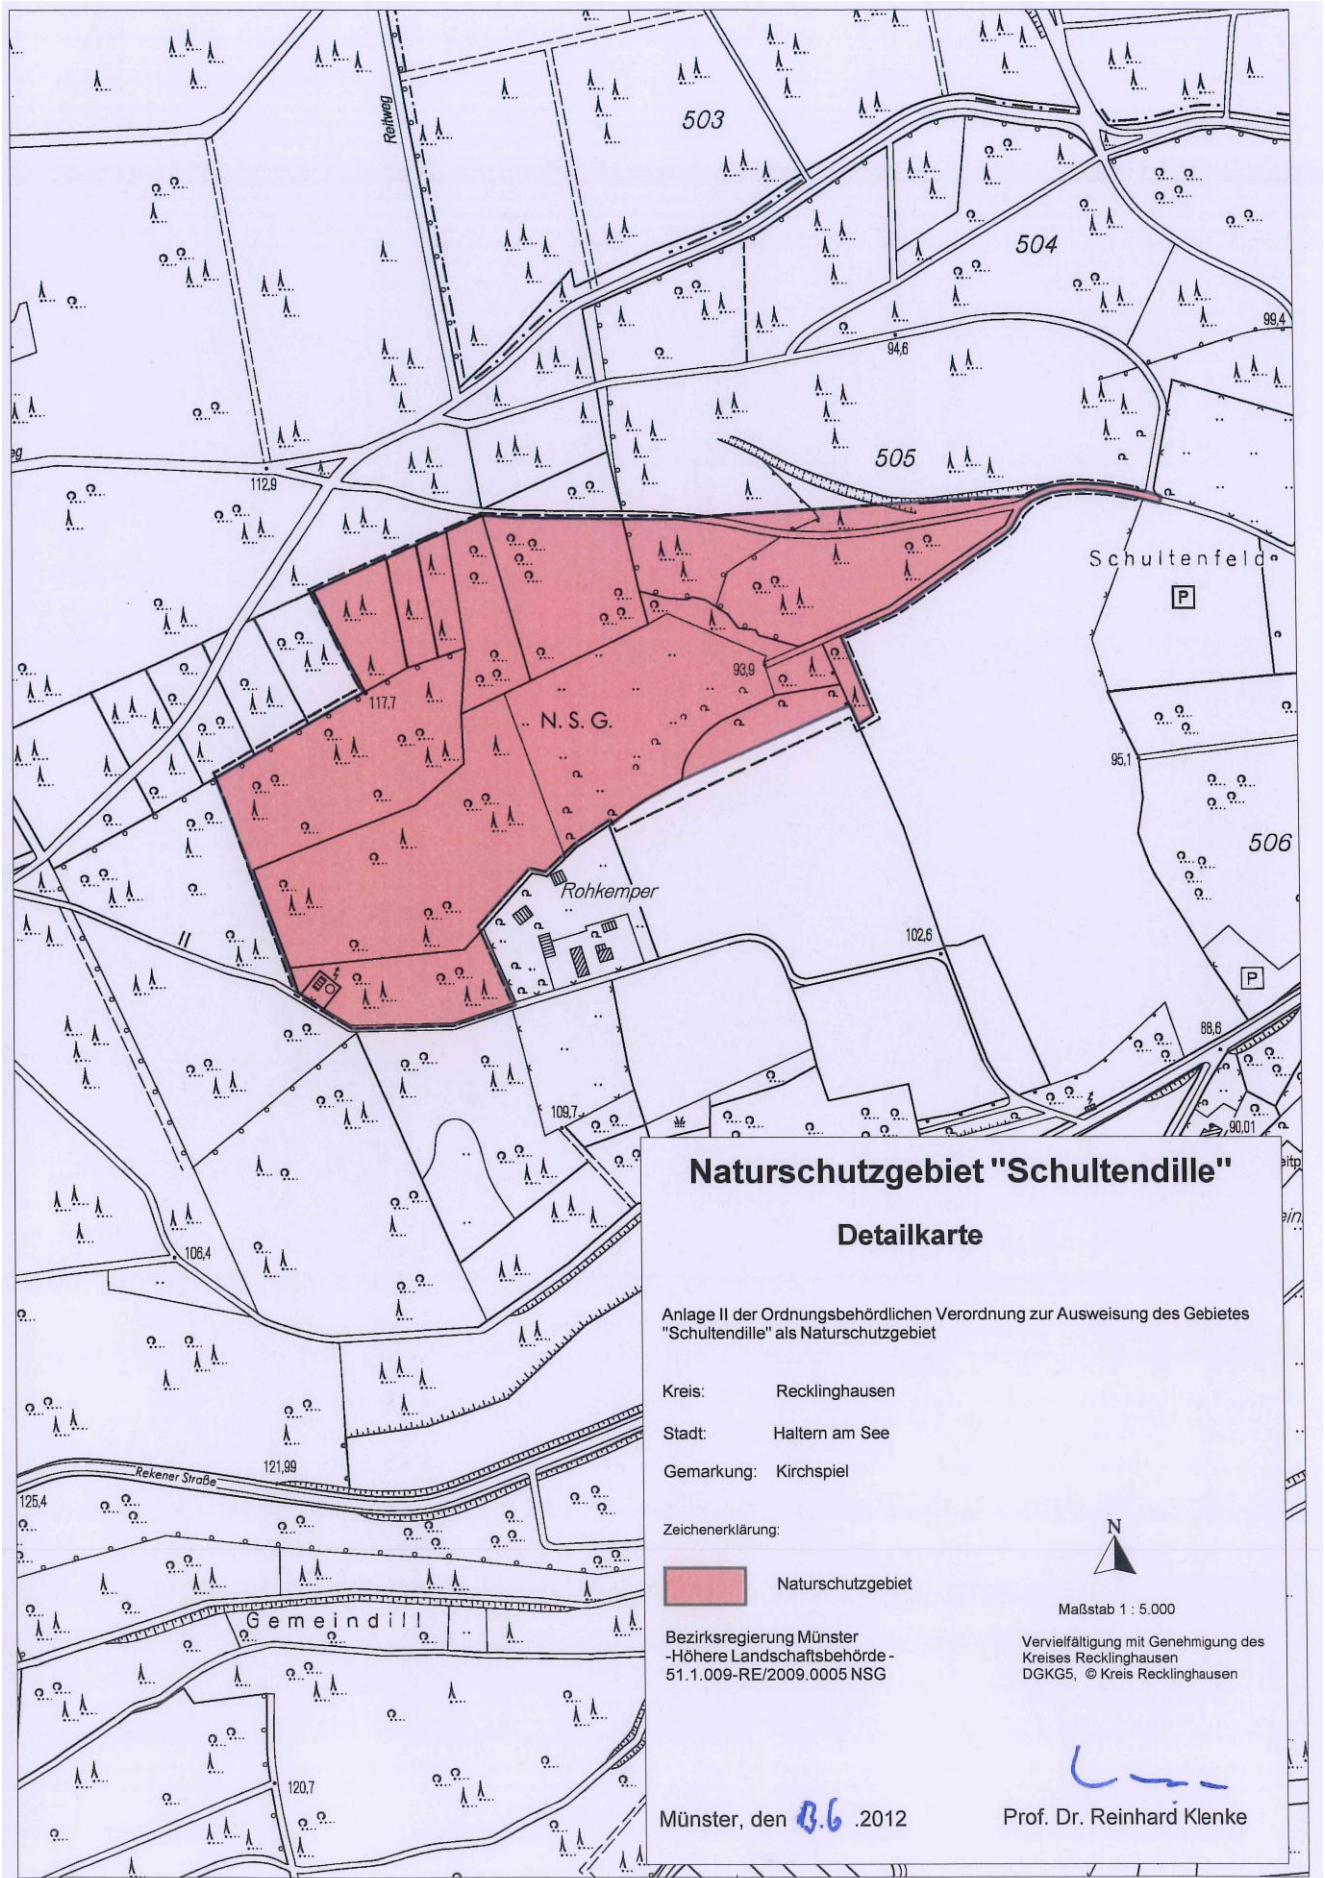 503
Reitweg
504
99,4
94,6
505
112,9
Schultenfeld
P
93,9
117,7
N. S. G.
95,1
506
Rohkemper
II
102,6
P
88,6
109,7
90,01
106,4
Naturschutzgebiet "Schultendille"
Detailkarte
Anlage II der Ordnungsbehördlichen Verordnung zur Ausweisung des Gebietes
"Schultendille" als Naturschutzgebiet
Kreis: Recklinghausen
Stadt: Haltern am See
Gemarkung: Kirchspiel
121,99
Rekener Straße
125,4
Zeichenerklärung:
N
Naturschutzgebiet
Maßstab 1 : 5.000
Gemeindill
Bezirksregierung Münster
-Höhere Landschaftsbehörde -
51.1.009-RE/2009.0005 NSG
Vervielfältigung mit Genehmigung des
Kreises Recklinghausen
DGKG5, © Kreis Recklinghausen
120,7
Münster, den 13.6 .2012
Prof. Dr. Reinhard Klenke